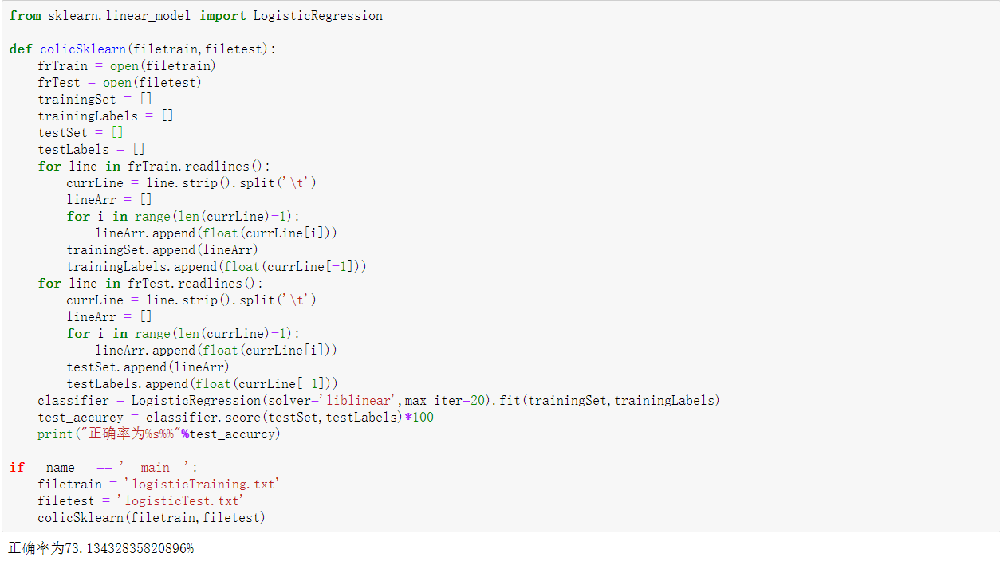 from sklearn.linear_model import LogisticRegression

def colicSklearn(filetrain,filetest):
    frTrain = open(filetrain)
    frTest = open(filetest)
    trainingSet = []
    trainingLabels = []
    testSet = []
    testLabels = []
    for line in frTrain.readlines():
        currLine = line.strip().split('\t')
        lineArr = []
        for i in range(len(currLine)-1):
            lineArr.append(float(currLine[i]))
        trainingSet.append(lineArr)
        trainingLabels.append(float(currLine[-1]))
    for line in frTest.readlines():
        currLine = line.strip().split('\t')
        lineArr = []
        for i in range(len(currLine)-1):
            lineArr.append(float(currLine[i]))
        testSet.append(lineArr)
        testLabels.append(float(currLine[-1]))
    classifier = LogisticRegression(solver='liblinear',max_iter=20).fit(trainingSet,trainingLabels)
    test_accurcy = classifier.score(testSet,testLabels)*100
    print("正确率为%s%%"%test_accurcy)

if __name__ == '__main__':
    filetrain = 'logisticTraining.txt'
    filetest = 'logisticTest.txt'
    colicSklearn(filetrain,filetest)
正确率为73.13432835820896%